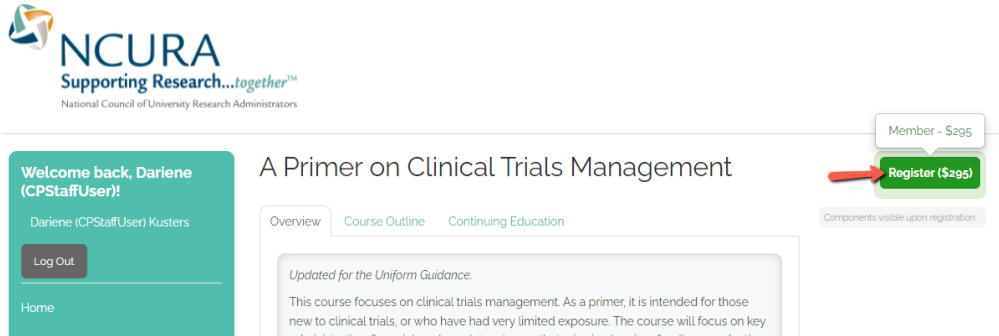 NCURA
Supporting Research...together™
National Council of University Research Administrators
Member - $295
Welcome back, Dariene
(CPStaffUser)!
A Primer on Clinical Trials Management
Register ($295)
Dariene (CPStaffUser) Kusters
Overview
Course Outline
Continuing Education
Components visible upon registration.
Log Out
Updated for the Uniform Guidance.
Home
This course focuses on clinical trials management. As a primer, it is intended for those
new to clinical trials, or who have had very limited exposure. The course will focus on key